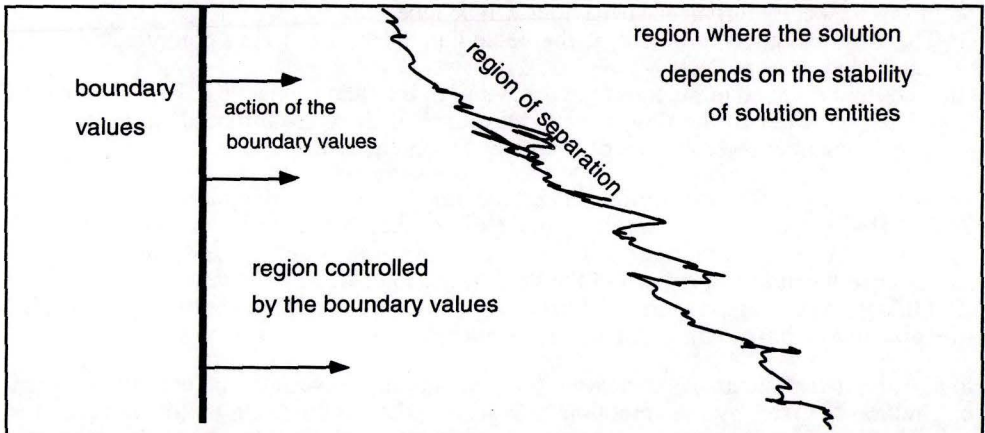 boundary
values
action of the
boundary values
region controlled
by the boundary values
region of separation
region where the solution
depends on the stability
of solution entities